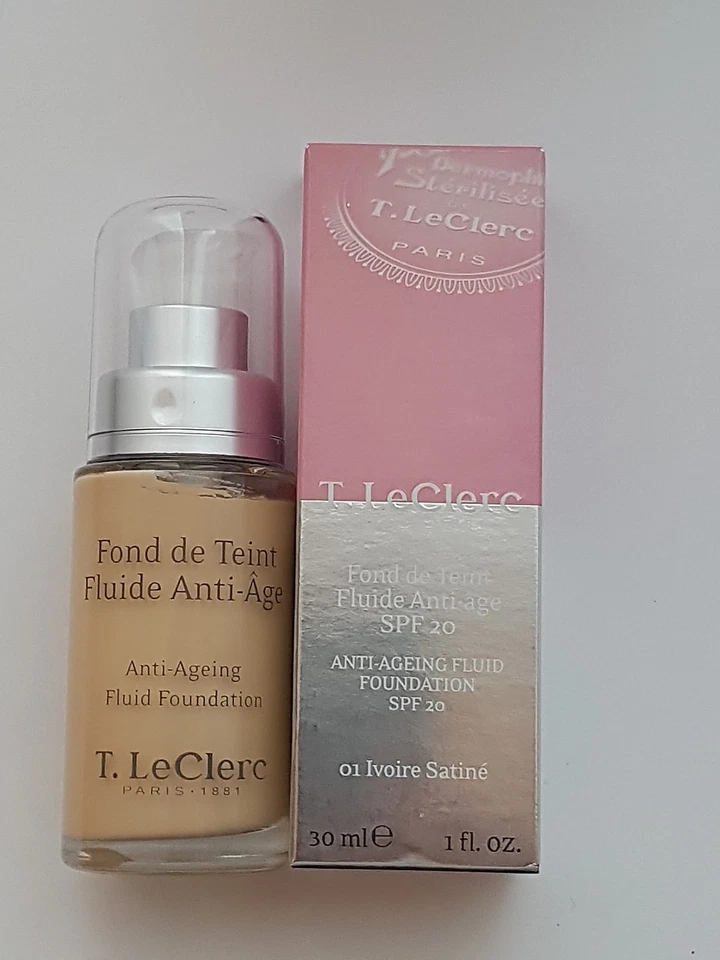 Fond de Teint
Fluide Anti-Âge
Anti-Ageing
Fluid Foundation
T. LeClerc
PARIS • 1881
Stérilisée
T. LeClerc
PARIS
T. LeClerc
Fond de Teint
Fluide Anti-age
SPF 20
ANTI-AGEING FLUID
FOUNDATION
SPF 20
01 Ivoire Satiné
30 ml ℮ 1 fl. oz.